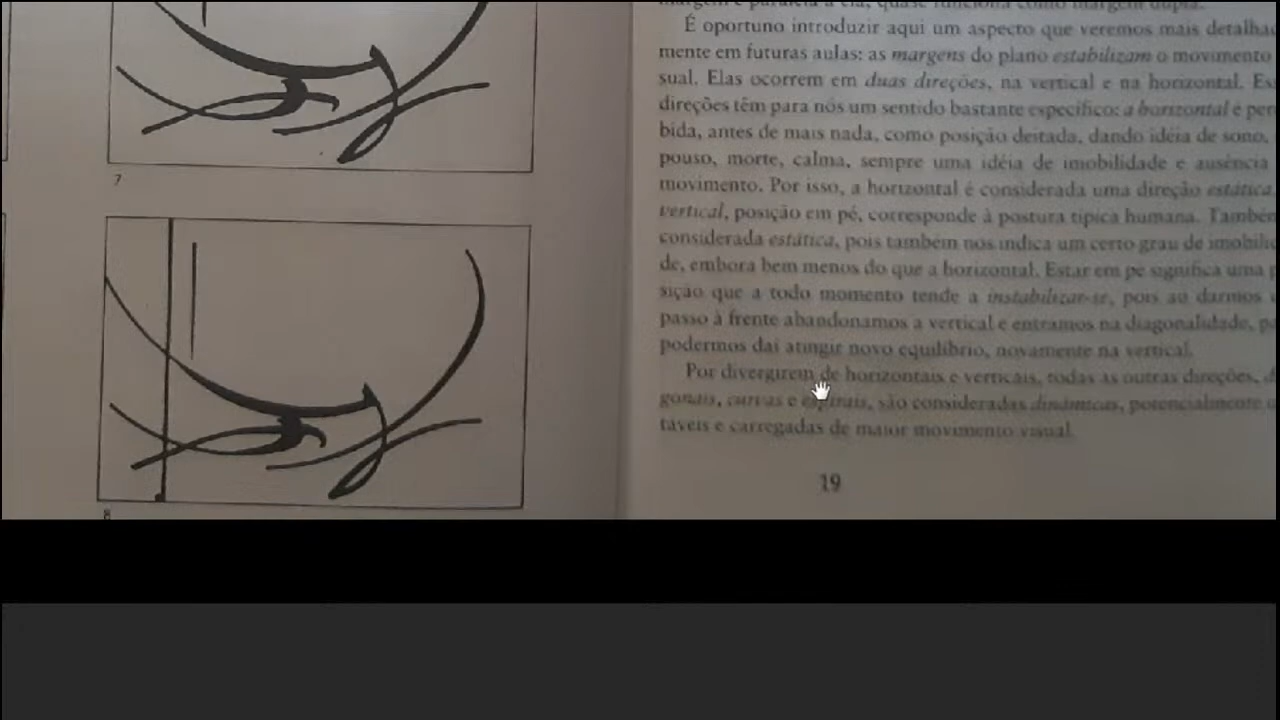 7
8
É oportuno introduzir aqui um aspecto que veremos mais detalhad
mente em futuras aulas: as margens do plano estabilizam o movimento
sual. Elas ocorrem em duas direções, na vertical e na horizontal. Es
direções têm para nós um sentido bastante específico: a horizontal é per
bida, antes de mais nada, como posição deitada, dando idéia de sono,
pouso, morte, calma, sempre uma idéia de imobilidade e ausência
movimento. Por isso, a horizontal é considerada uma direção estática.
vertical, posição em pé, corresponde à postura típica humana. Também
considerada estática, pois também nos indica um certo grau de imobili
de, embora bem menos do que a horizontal. Estar em pé significa uma p
sição que a todo momento tende a instabilizar-se, pois ao darmos
passo à frente abandonamos a vertical e entramos na diagonalidade, pa
podermos daí atingir novo equilíbrio, novamente na vertical.
Por divergirem de horizontais e verticais, todas as outras direções, d
gonais, curvas e espirais, são consideradas dinâmicas, potencialmente
táveis e carregadas de maior movimento visual.
19